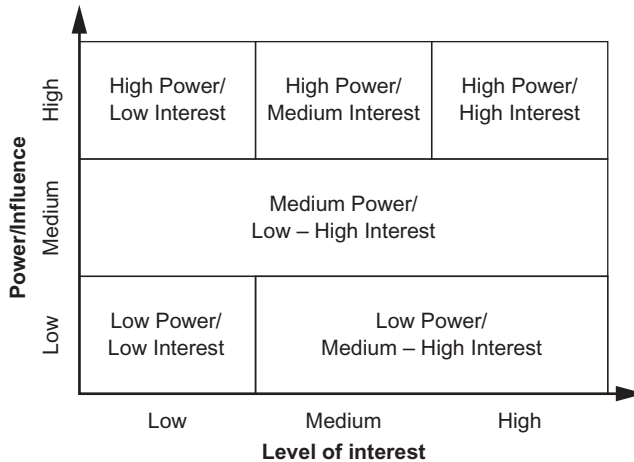 Power/Influence
High
Medium
Low
High Power/
Low Interest
High Power/
Medium Interest
High Power/
High Interest
Medium Power/
Low – High Interest
Low Power/
Low Interest
Low Power/
Medium – High Interest
Low
Medium
High
Level of interest